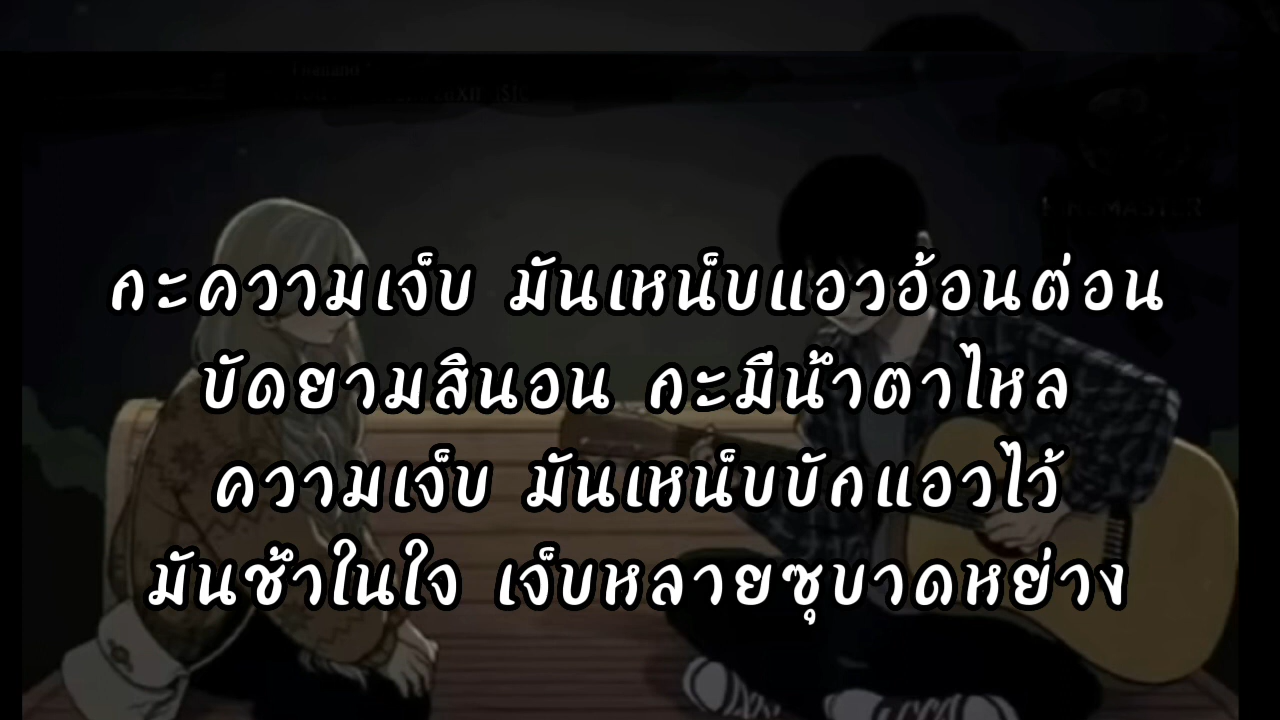 กะความเจ็บ มันเหน็บแอวอ้อนต่อน
บัดยามสินอน กะมีน้ำตาไหล
ความเจ็บ มันเหน็บบักแอวไว้
มันช้ำในใจ เจ็บหลายซุบาดหย่าง